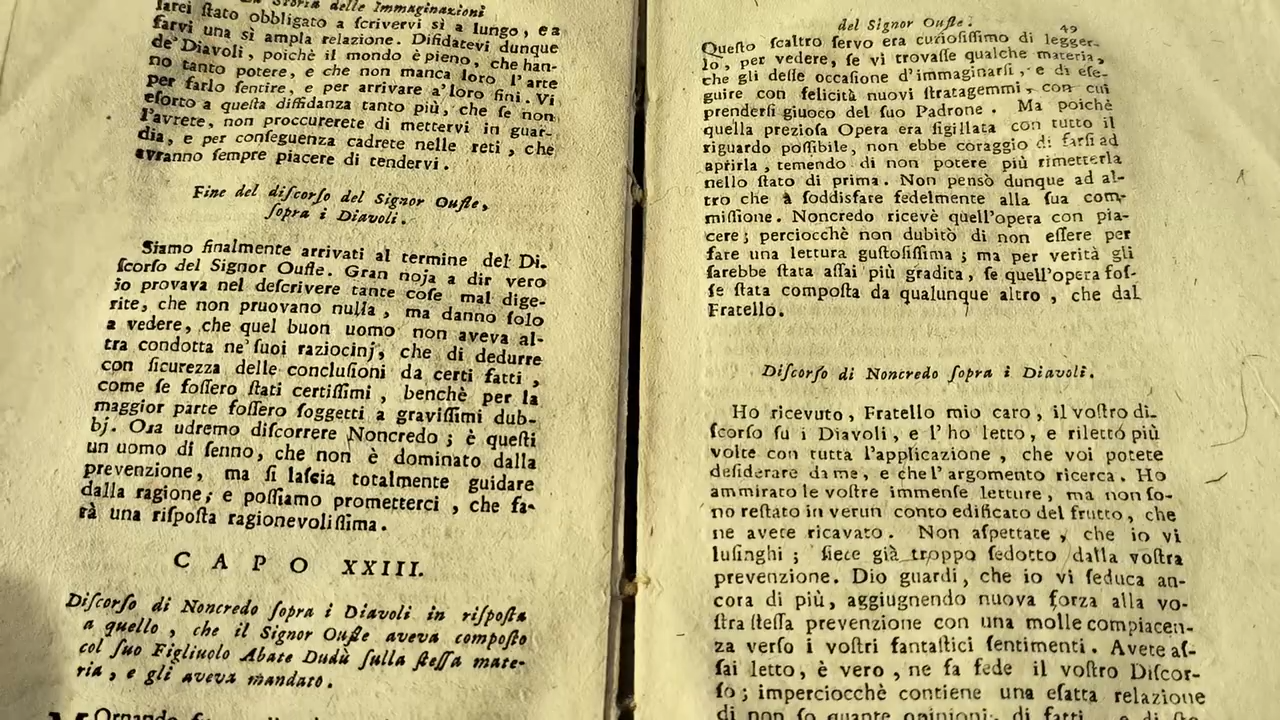 La Storia delle Immaginazioni
sarei ſtato obbligato a ſcrivervi sì a lungo, e a
farvi una sì ampla relazione. Difidatevi dunque
de' Diavoli, poichè il mondo è pieno, che han-
no tanto potere, e che non manca loro l'arte
per farlo ſentire, e per arrivare a' loro fini. Vi
eſorto a queſta diffidanza tanto più, che ſe non
l'avrete, non proccurerete di mettervi in guar-
dia, e per conſeguenza cadrete nelle reti, che
avranno ſempre piacere di tendervi.
Fine del diſcorſo del Signor Oufle,
ſopra i Diavoli.
Siamo finalmente arrivati al termine del Di-
ſcorſo del Signor Oufle. Gran noja a dir vero
io provava nel deſcrivere tante coſe mal dige-
rite, che non pruovano nulla, ma danno ſolo
a vedere, che quel buon uomo non aveva al-
tra condotta ne' ſuoi raziocinj, che di dedurre
con ſicurezza delle concluſioni da certi fatti,
come ſe foſſero ſtati certiſſimi, benchè per la
maggior parte foſſero ſoggetti a graviſſimi dub-
bj. Ora udremo diſcorrere Noncredo; è queſti
un uomo di ſenno, che non è dominato dalla
prevenzione, ma ſi laſcia totalmente guidare
dalla ragione; e poſſiamo prometterci, che fa-
rà una riſpoſta ragionevoliſſima.
CAPO XXIII.
Diſcorſo di Noncredo ſopra i Diavoli in riſpoſta
a quello, che il Signor Oufle aveva compoſto
col ſuo Figliuolo Abate Dudù ſulla ſteſſa mate-
ria, e gli aveva mandato.
del Signor Oufle. 49
Queſto ſcaltro ſervo era curioſiſſimo di legger-
lo, per vedere, ſe vi trovaſſe qualche materia,
che gli deſſe occaſione d'immaginarſi, e di eſe-
guire con felicità nuovi ſtratagemmi, con cui
prenderſi giuoco del ſuo Padrone. Ma poichè
quella prezioſa Opera era ſigillata con tutto il
riguardo poſſibile, non ebbe coraggio di farſi ad
aprirla, temendo di non potere più rimetterla
nello ſtato di prima. Non pensò dunque ad al-
tro che à ſoddisfare fedelmente alla ſua com-
miſſione. Noncredo ricevè quell'opera con pia-
cere; perciocchè non dubitò di non eſſere per
fare una lettura guſtoſiſſima; ma per verità gli
ſarebbe ſtata aſſai più gradita, ſe quell'opera foſ-
ſe ſtata compoſta da qualunque altro, che dal
Fratello.
Diſcorſo di Noncredo ſopra i Diavoli.
Ho ricevuto, Fratello mio caro, il voſtro di-
ſcorſo ſu i Diavoli, e l'ho letto, e riletto più
volte con tutta l'applicazione, che voi potete
deſiderare da me, e che l'argomento ricerca. Ho
ammirato le voſtre immenſe letture, ma non ſo-
no reſtato in verun conto edificato del frutto, che
ne avete ricavato. Non aſpettate, che io vi
luſinghi; ſiete già troppo ſedotto dalla voſtra
prevenzione. Dio guardi, che io vi ſeduca an-
cora di più, aggiugnendo nuova forza alla vo-
ſtra ſteſſa prevenzione con una molle compiacen-
za verſo i voſtri fantaſtici ſentimenti. Avete aſ-
ſai letto, è vero, ne fa fede il voſtro Diſcor-
ſo; imperciocchè contiene una eſatta relazione
di non ſo quante opinioni, di fatti, e di